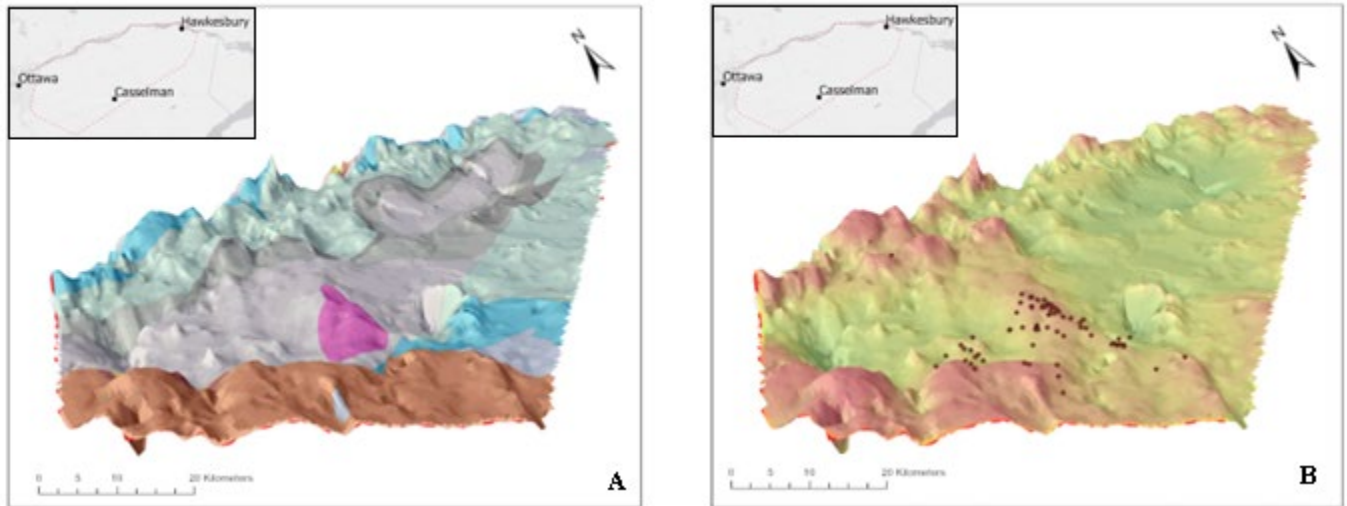 Hawkesbury
Ottawa
Casselman
N
0 5 10 20 Kilometers
A
Hawkesbury
Ottawa
Casselman
N
0 5 10 20 Kilometers
B